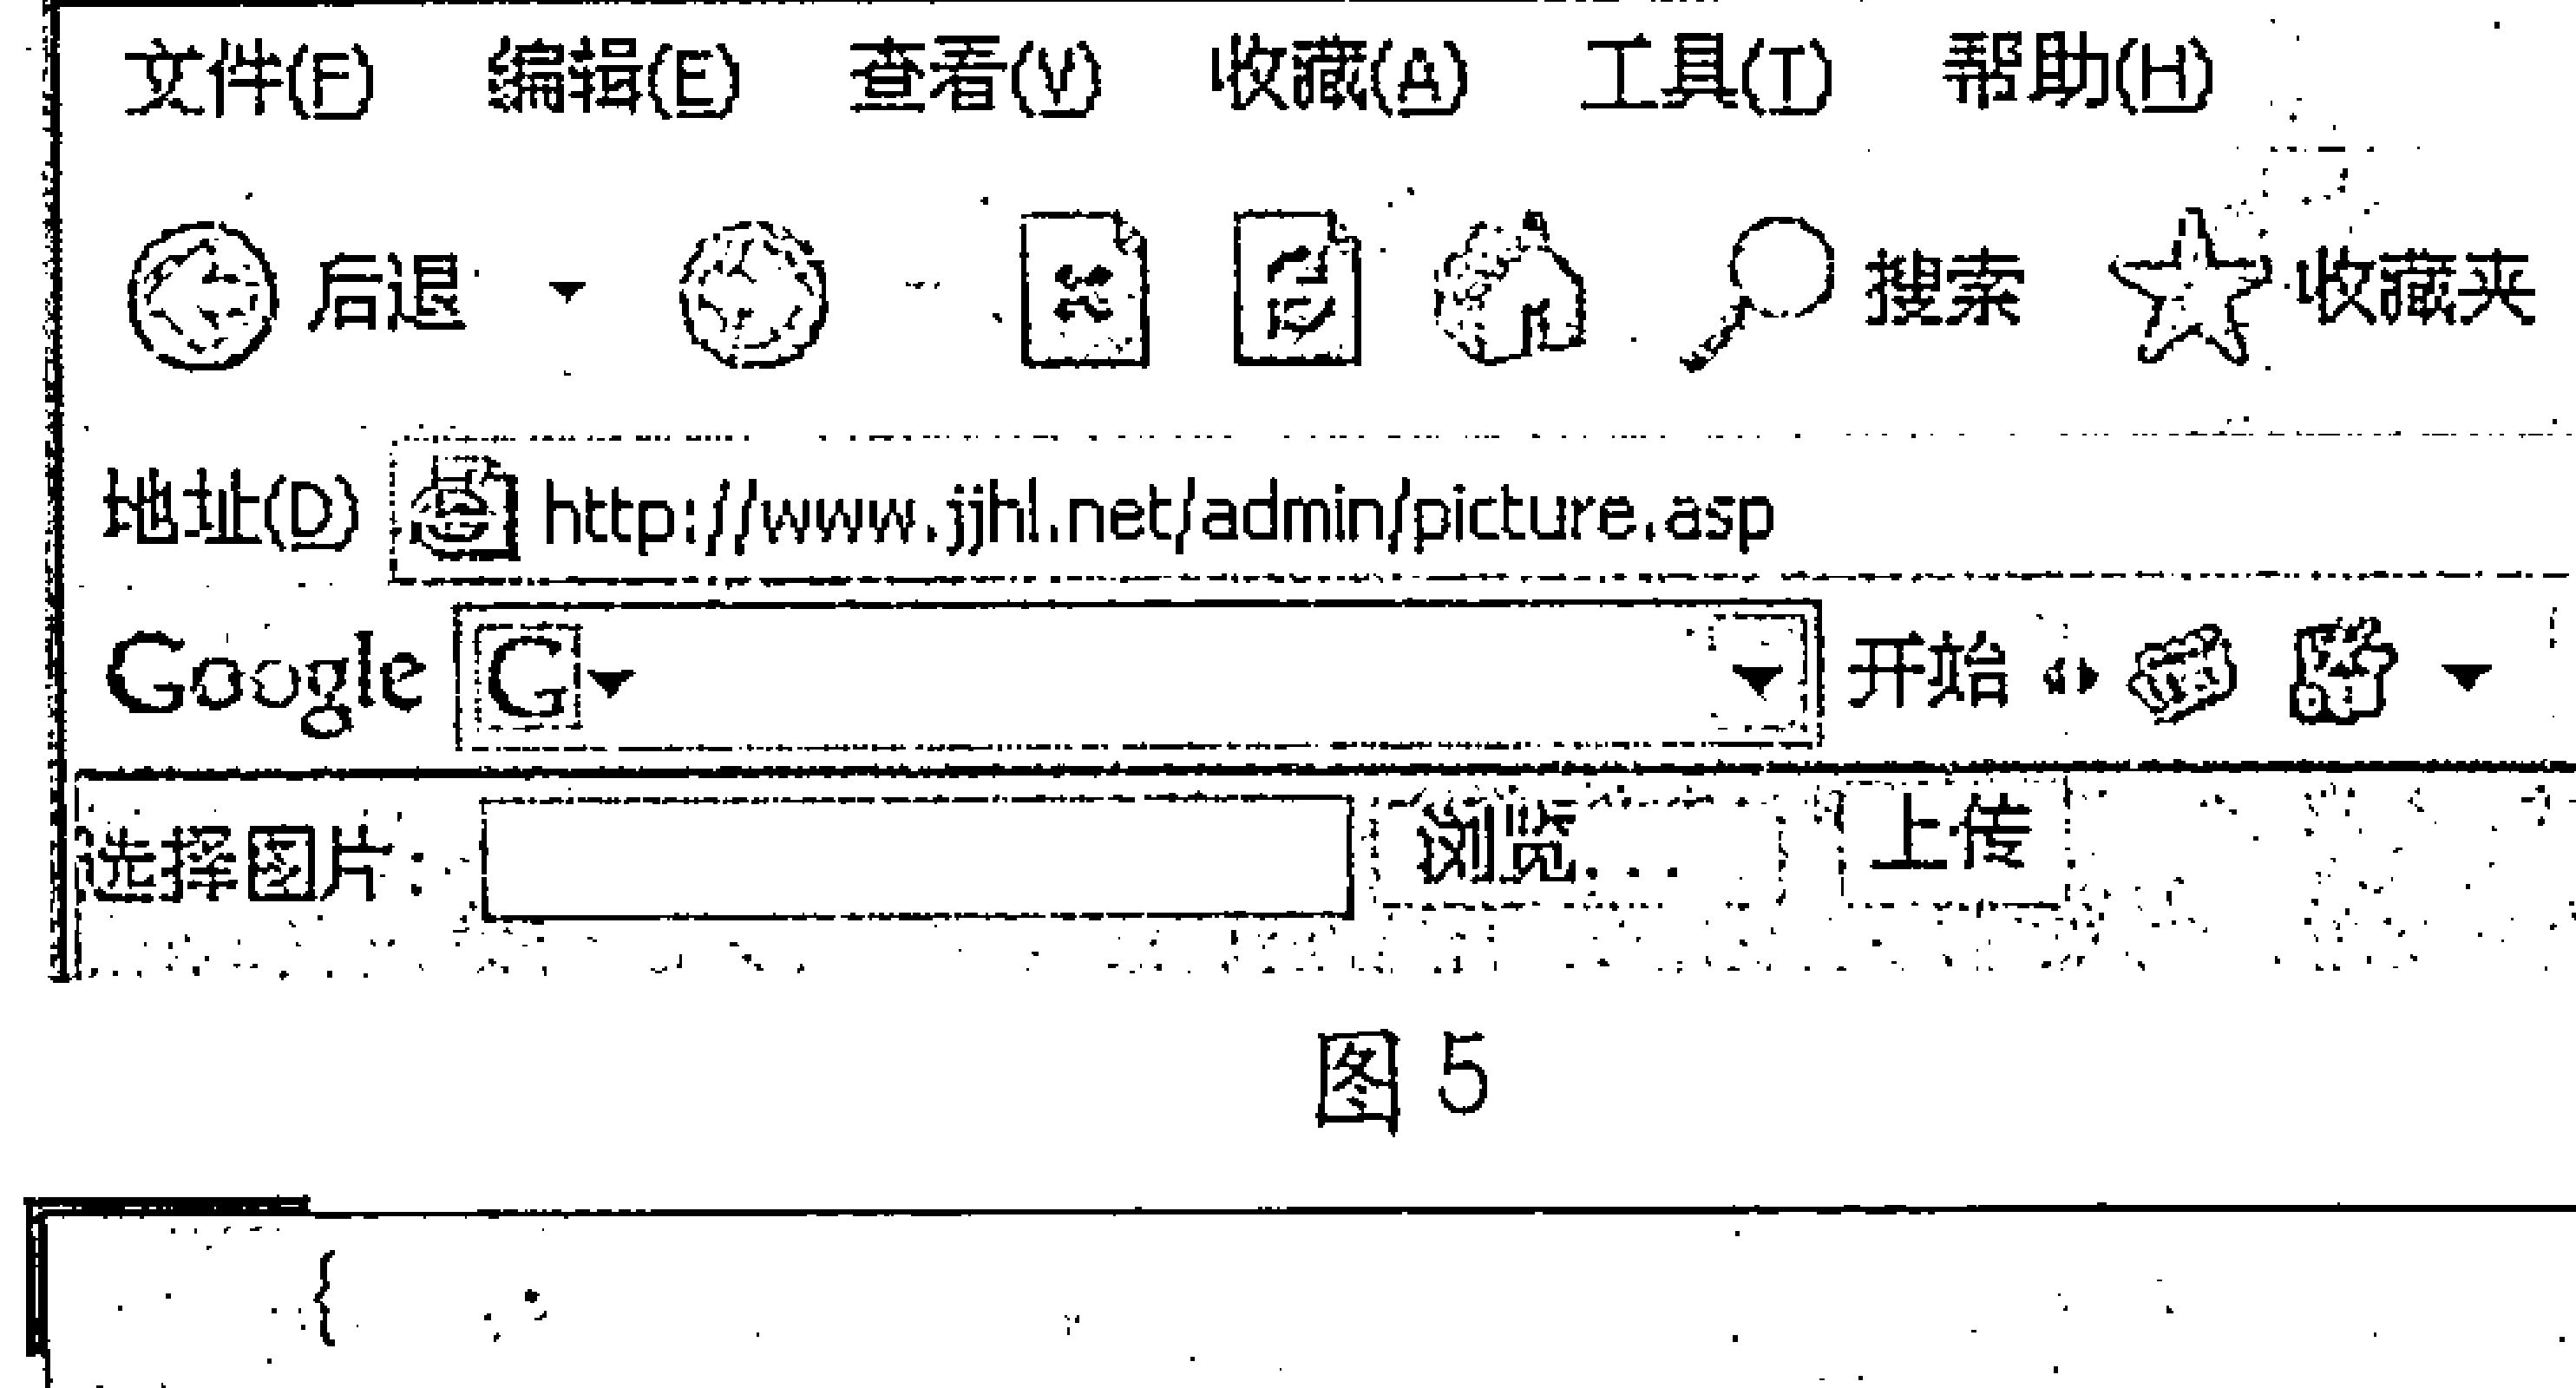 文件(F) 编辑(E) 查看(V) 收藏(A) 工具(T) 帮助(H)
后退 搜索 收藏夹
地址(D) http://www.jjhl.net/admin/picture.asp
Google G 开始
选择图片: 浏览... 上传
图 5
{